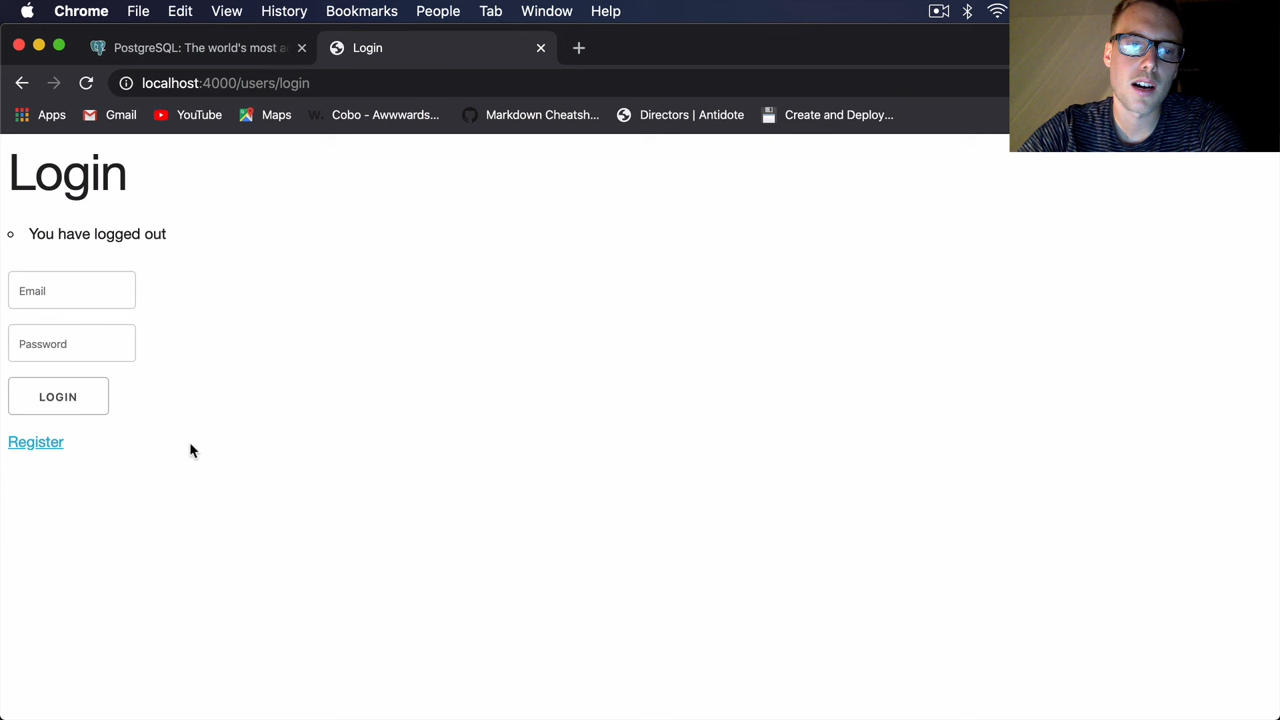 Chrome File Edit View History Bookmarks People Tab Window Help
PostgreSQL: The world's most a
Login
localhost:4000/users/login
Apps Gmail YouTube Maps Cobo - Awwwards... Markdown Cheatsh... Directors | Antidote Create and Deploy...
Login
You have logged out
Email
Password
LOGIN
Register